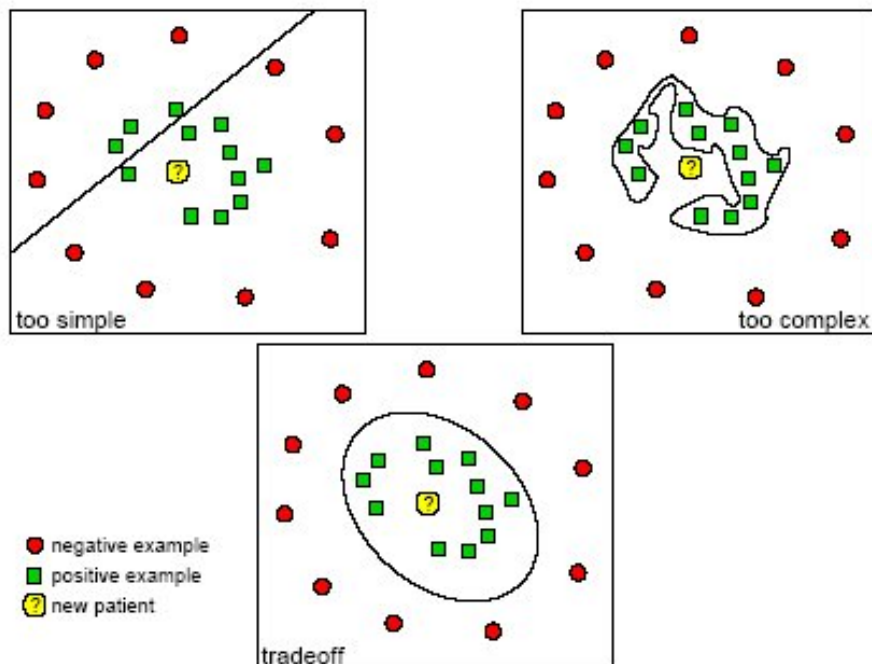 too simple
too complex
?
?
?
negative example
positive example
? new patient
tradeoff